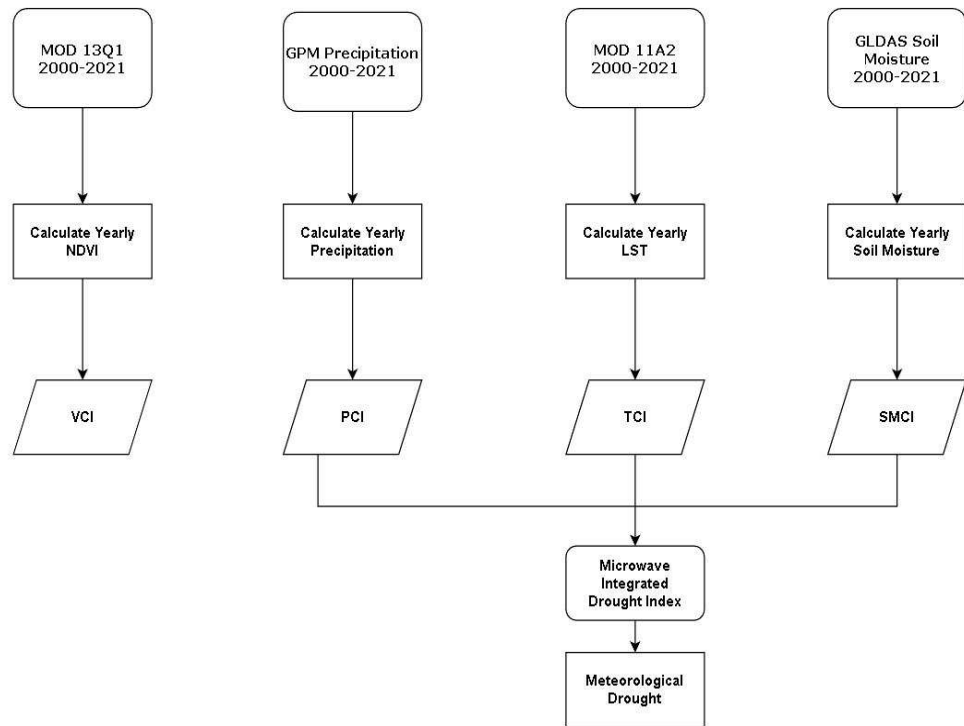 MOD 13Q1
2000-2021
GPM Precipitation
2000-2021
MOD 11A2
2000-2021
GLDAS Soil
Moisture
2000-2021
Calculate Yearly
NDVI
Calculate Yearly
Precipitation
Calculate Yearly
LST
Calculate Yearly
Soil Moisture
VCI
PCI
TCI
SMCI
Microwave
Integrated
Drought Index
Meteorological
Drought